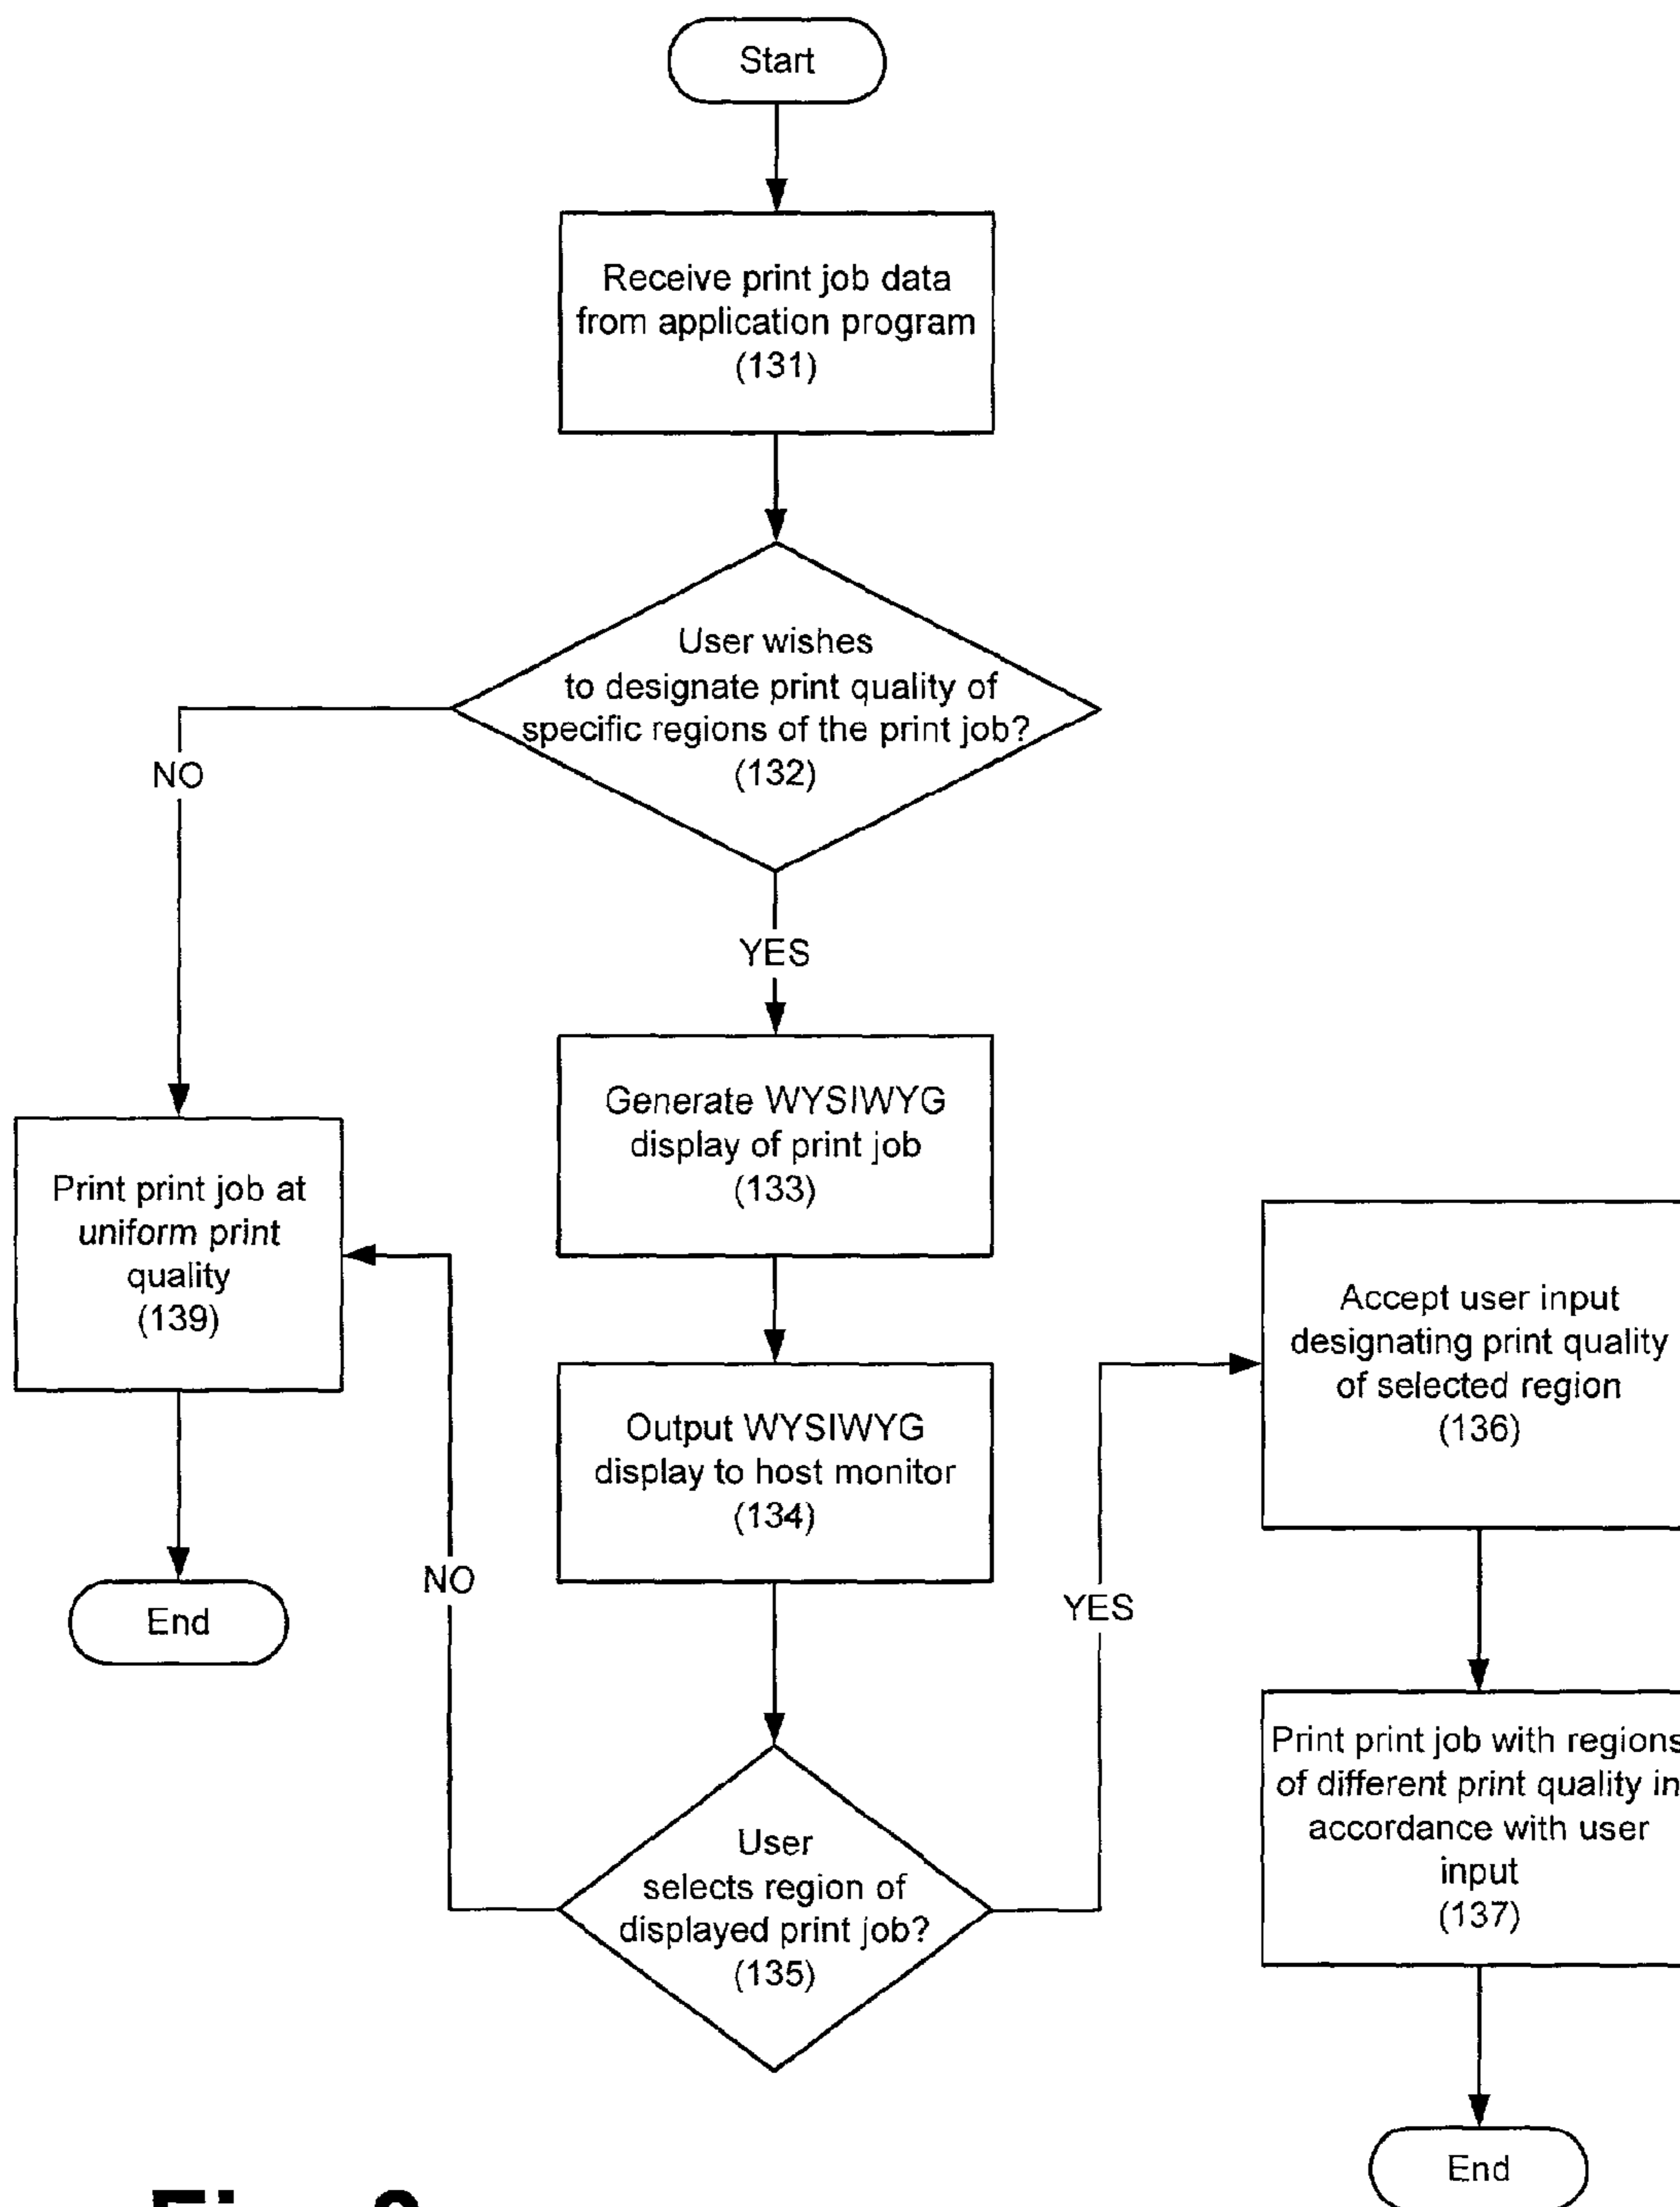 Start
Receive print job data
from application program
(131)
User wishes
to designate print quality of
specific regions of the print job?
(132)
NO
YES
Generate WYSIWYG
display of print job
(133)
Print print job at
uniform print
quality
(139)
Output WYSIWYG
display to host monitor
(134)
Accept user input
designating print quality
of selected region
(136)
NO
End
YES
Print print job with regions
of different print quality in
accordance with user
input
(137)
User
selects region of
displayed print job?
(135)
End